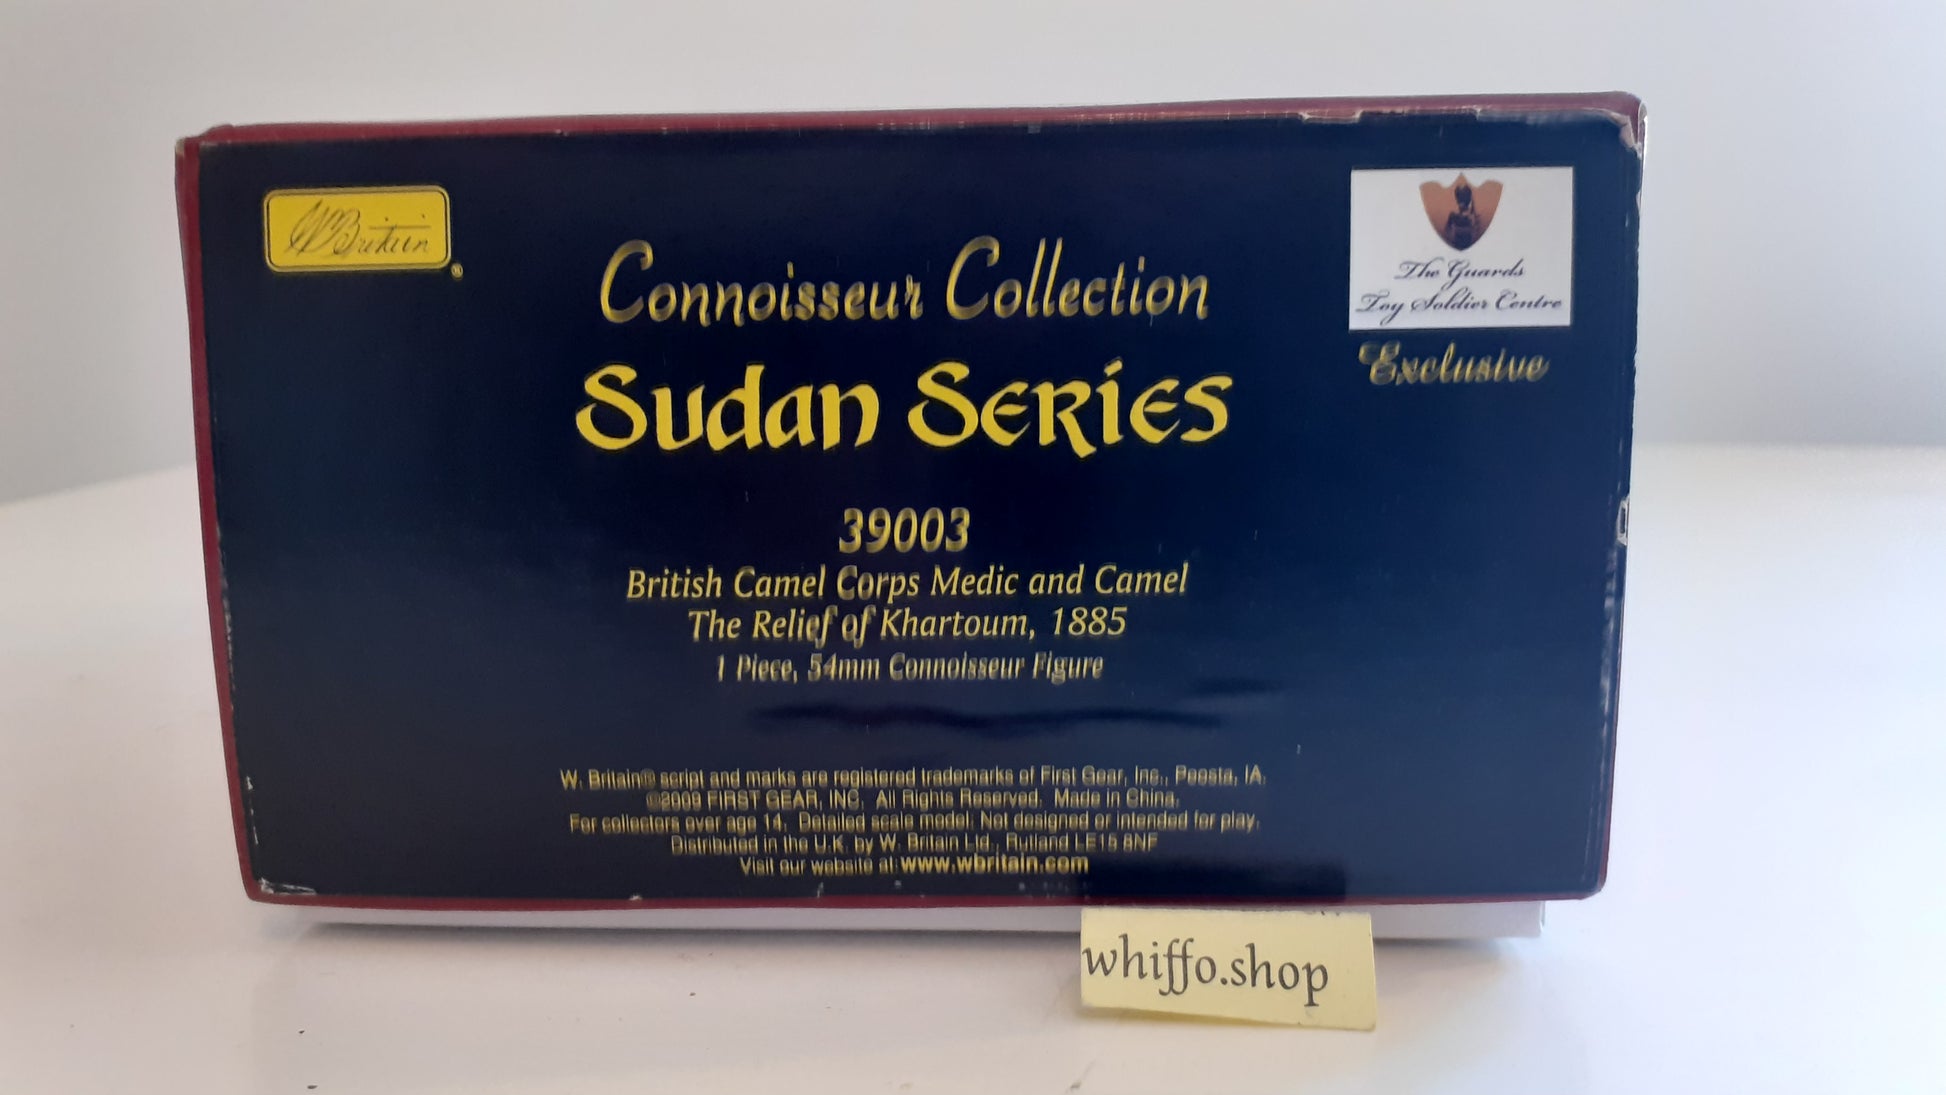 W Britain
®
Connoisseur Collection
Sudan Series
The Guards
Toy Soldier Centre
Exclusive
39003
British Camel Corps Medic and Camel
The Relief of Khartoum, 1885
1 Piece, 54mm Connoisseur Figure
W. Britain® script and marks are registered trademarks of First Gear, Inc., Peosta, IA.
©2009 FIRST GEAR, INC. All Rights Reserved. Made in China.
For collectors over age 14. Detailed scale model: Not designed or intended for play.
Distributed in the U.K. by W. Britain Ltd., Rutland LE15 8NF
Visit our website at: www.wbritain.com
whiffo.shop